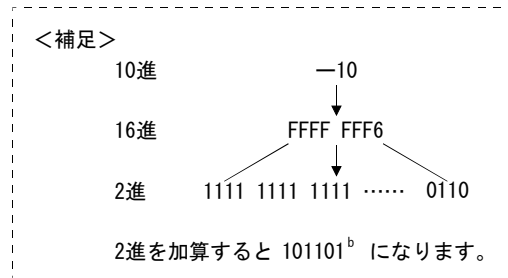 ＜補足＞
10進 —10
16進 FFFF FFF6
2進 1111 1111 1111 …… 0110
2進を加算すると 101101ᵇ になります。